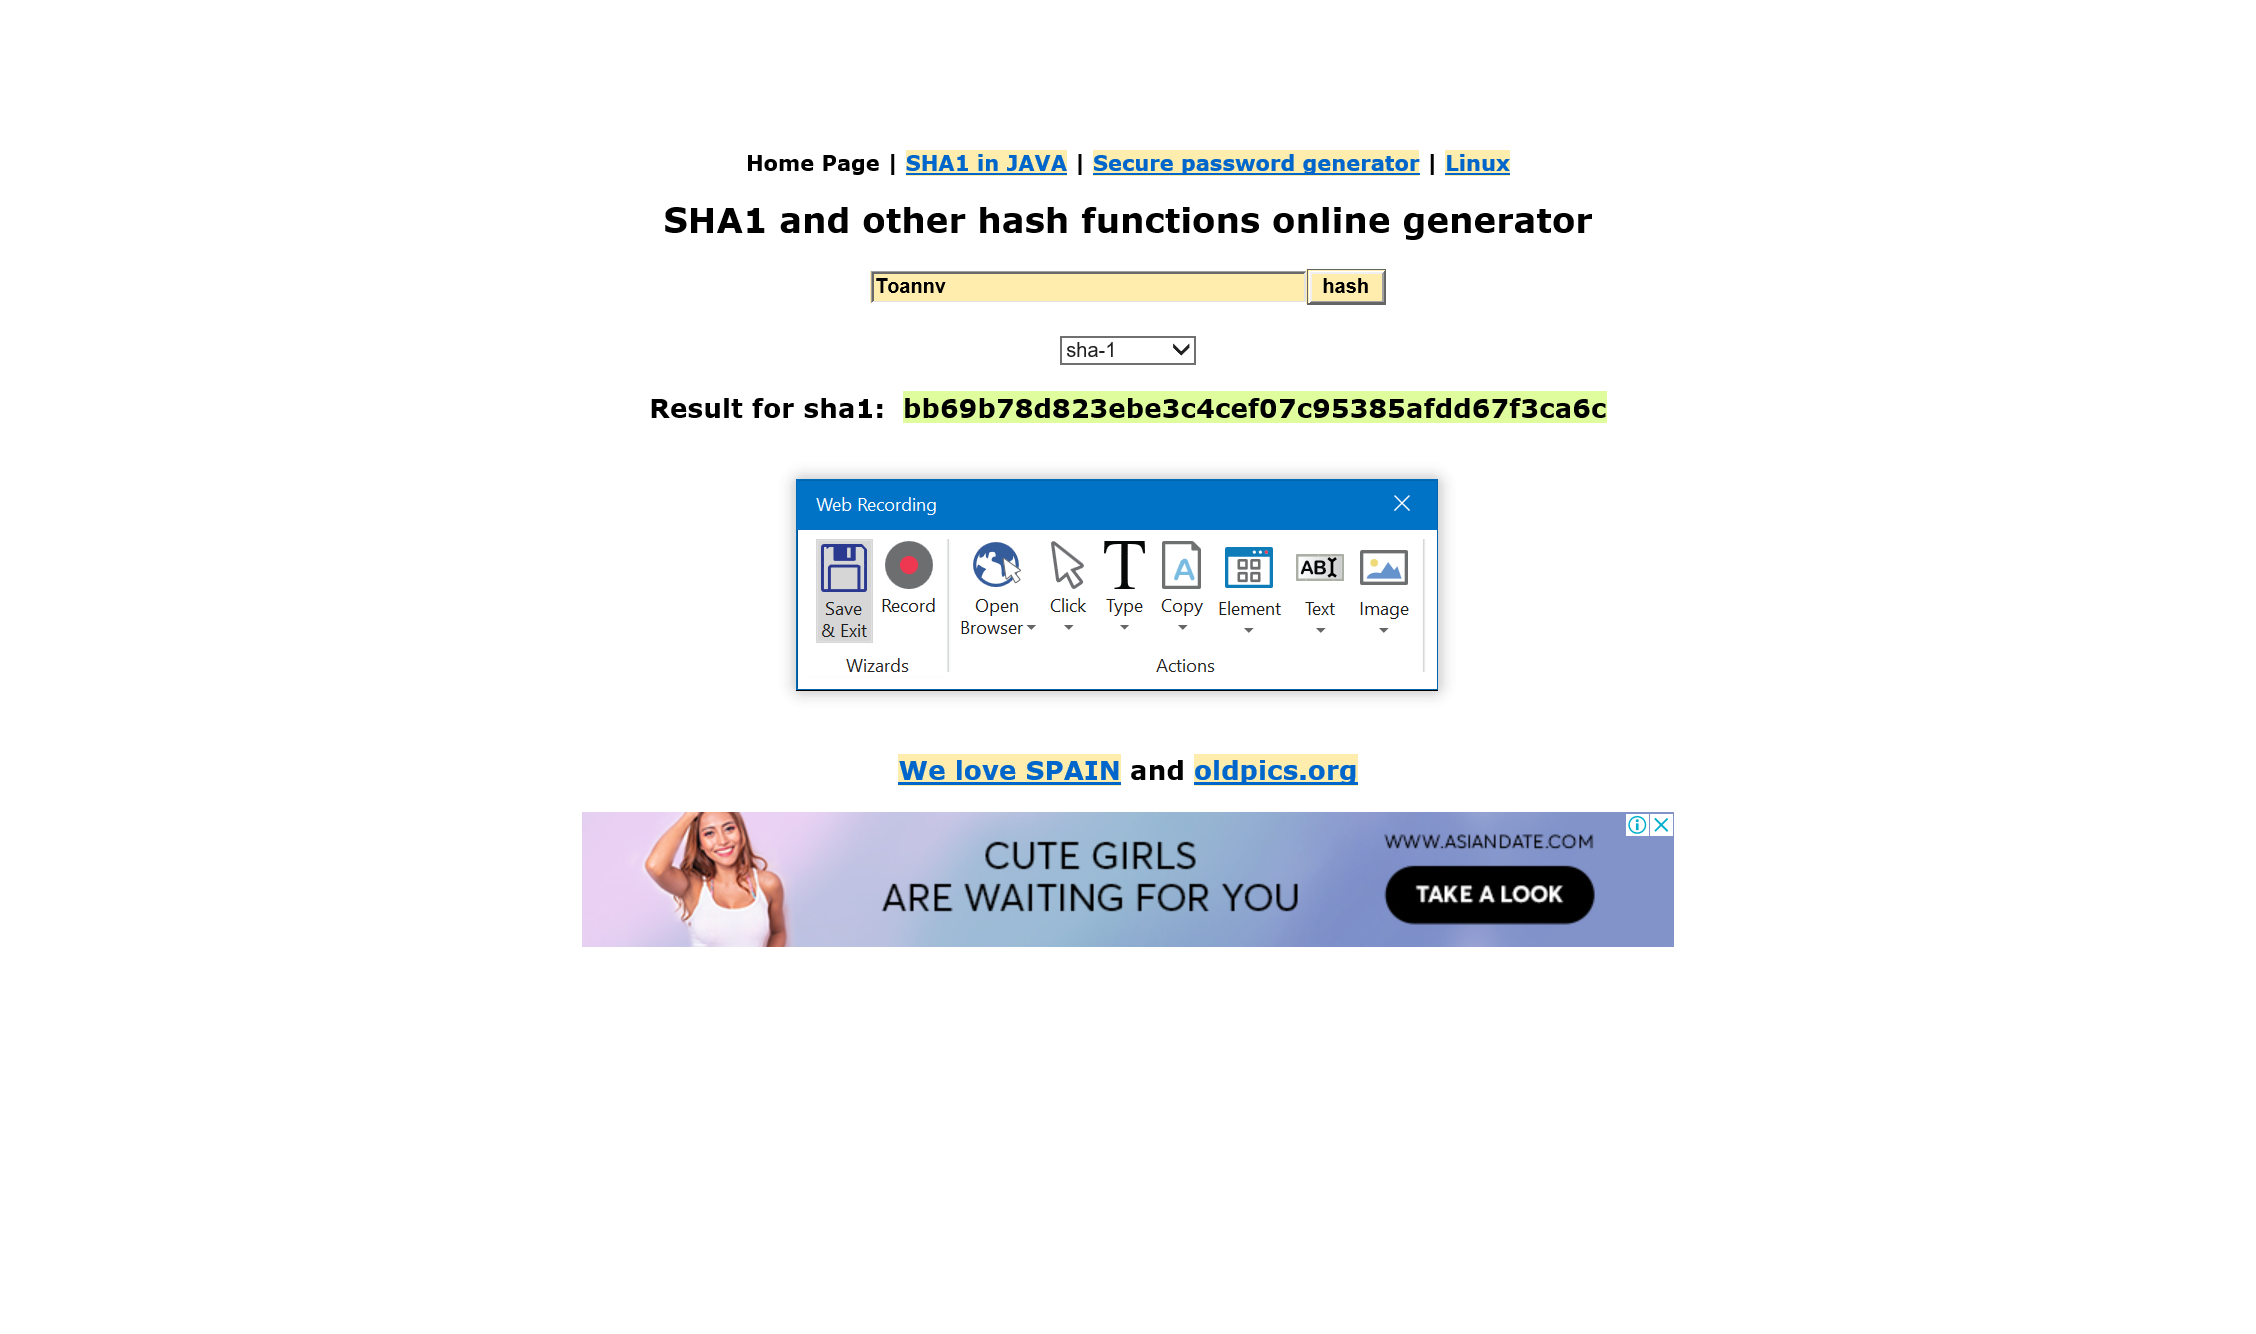 Home Page | SHA1 in JAVA | Secure password generator | Linux
SHA1 and other hash functions online generator
Toannv
hash
sha-1
Result for sha1: bb69b78d823ebe3c4cef07c95385afdd67f3ca6c
Web Recording
Save
& Exit
Record
Open
Browser
Click
Type
Copy
Element
Text
Image
Wizards
Actions
We love SPAIN and oldpics.org
CUTE GIRLS
ARE WAITING FOR YOU
WWW.ASIANDATE.COM
TAKE A LOOK